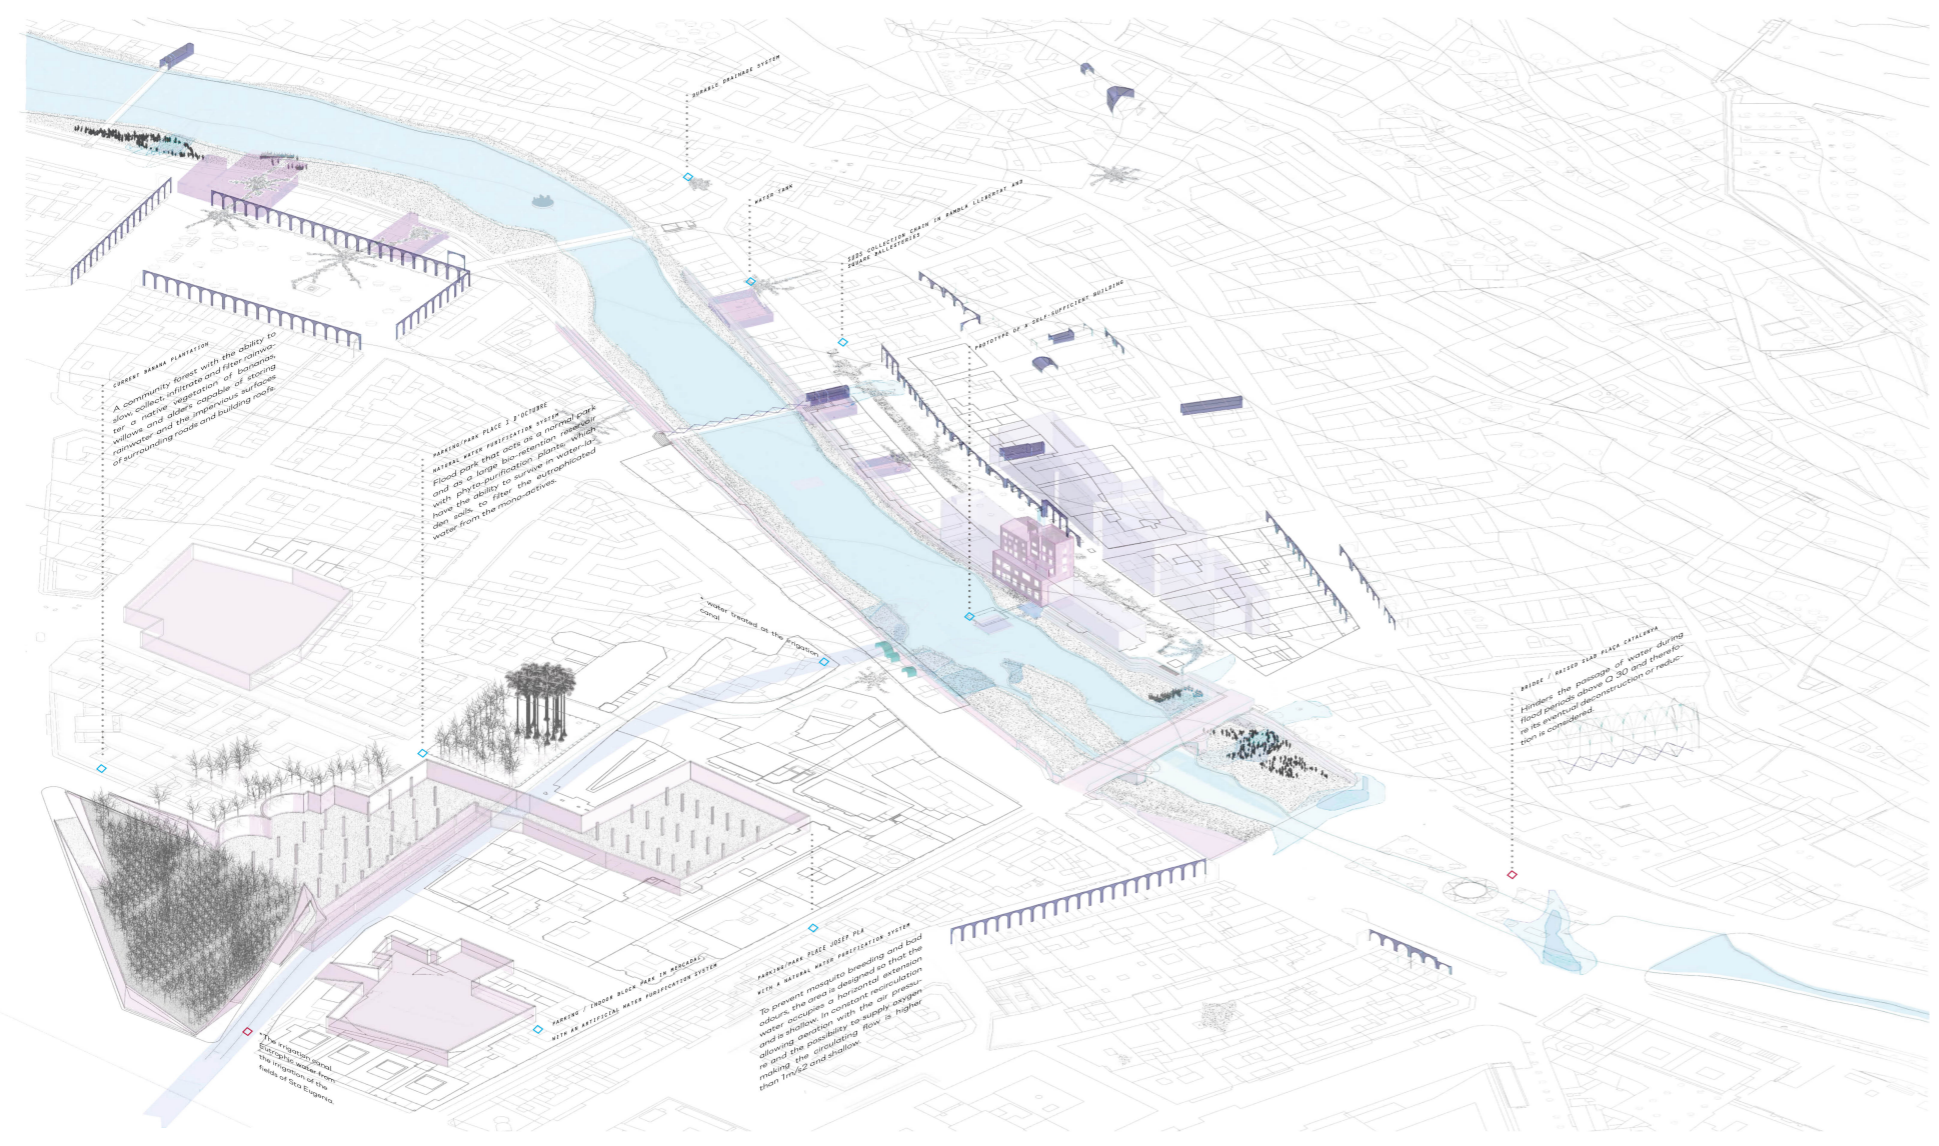 DURABLE DRAINAGE SYSTEM
WATER TANK
SUDS COLLECTION CHAIN IN RAMBLA LLIBERTAT AND
SQUARE BALLESTERIES
PROTOTYPE OF A SELF-SUFFICIENT BUILDING
CURRENT BANANA PLANTATION
A community forest with the ability to
slow, collect, infiltrate and filter rainwa-
ter a native vegetation of bananas,
willows and alders capable of storing
rainwater and the impervious surfaces
of surrounding roads and building roofs.
PARKING/PARK PLACE 1 D'OCTOBRE
NATURAL WATER PURIFICATION SYSTEM
Flood park that acts as a normal park
and as a large bio-retention reservoir
with phyto-purification plants, which
have the ability to survive in water-la-
den soils, to filter the eutrophicated
water from the mono-actives.
* water treated as the irrigation
canal
BRIDGE / RAISED SLAB PLAÇA CATALUNYA
Hinders the passage of water during
flood periods above Q 30 and therefo-
re its eventual deconstruction or reduc-
tion is considered.
PARKING/PARK PLACE JOSEP PLA
WITH A NATURAL WATER PURIFICATION SYSTEM
To prevent mosquito breeding and bad
odours, the area is designed so that the
water occupies a horizontal extension
and is shallow. In constant recirculation
allowing aeration with the air pressu-
re and the possibility to supply oxygen
making the circulating flow is higher
than 1m/s2 and shallow.
PARKING / INDOOR BLOCK PARK IN MERCADAL
WITH AN ARTIFICIAL WATER PURIFICATION SYSTEM
*The irrigation canal
Eutrophic water from
the irrigation of the
fields of Sta Eugenia.